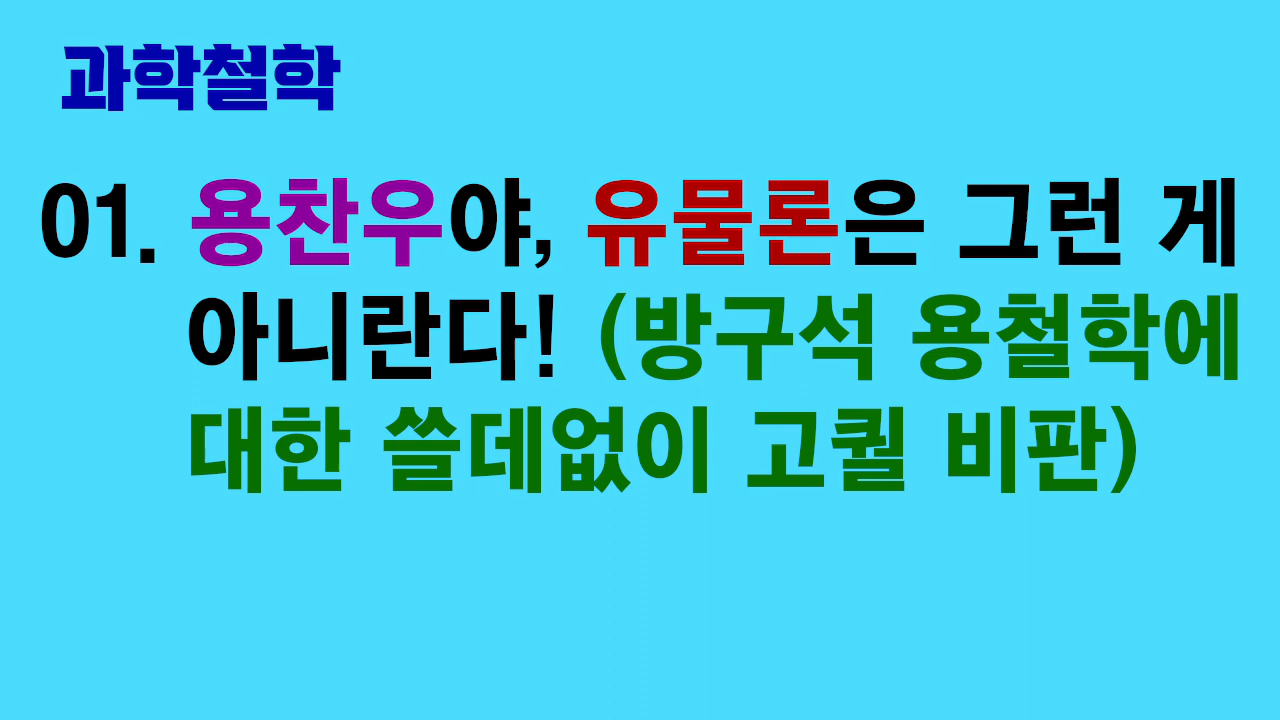 과학철학
01. 용찬우야, 유물론은 그런 게
아니란다! (방구석 용철학에
대한 쓸데없이 고퀄 비판)